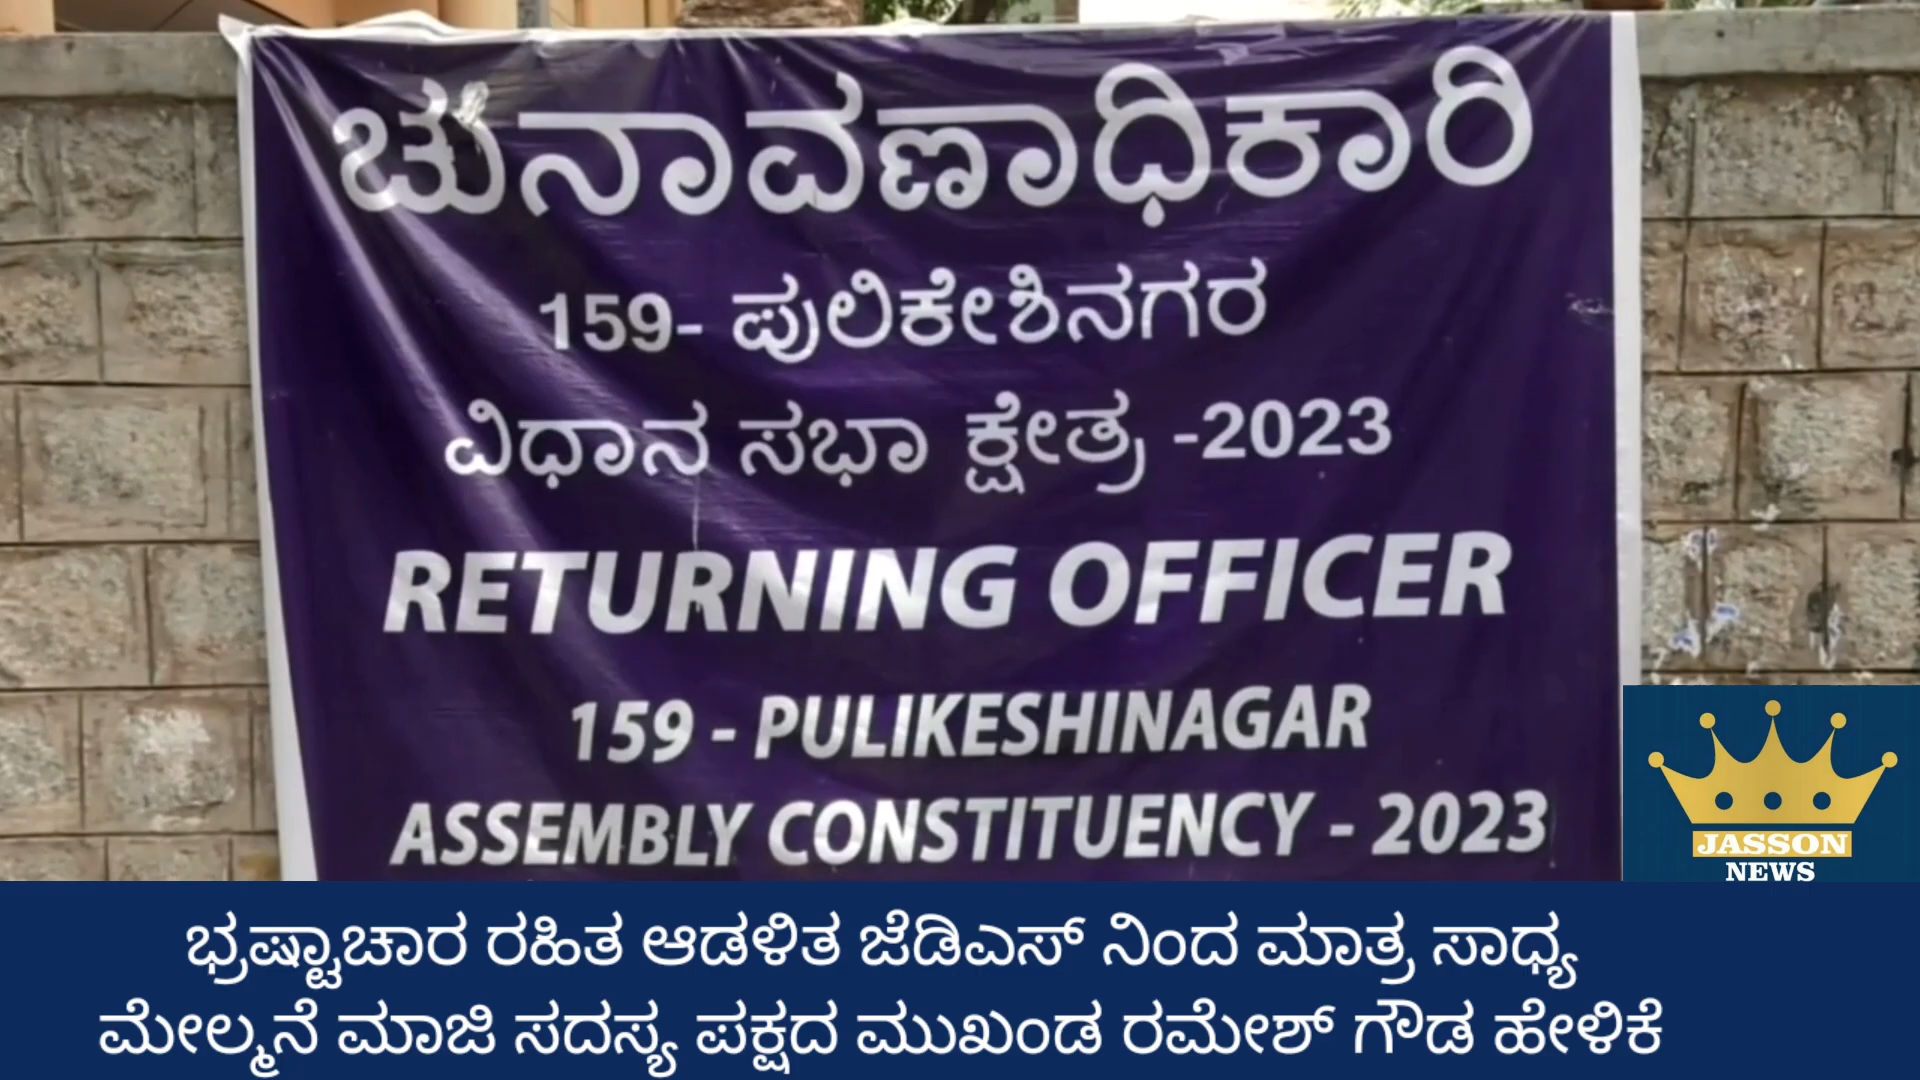 ಚುನಾವಣಾಧಿಕಾರಿ
159- ಪುಲಿಕೇಶಿನಗರ
ವಿಧಾನ ಸಭಾ ಕ್ಷೇತ್ರ -2023
RETURNING OFFICER
159 - PULIKESHINAGAR
ASSEMBLY CONSTITUENCY - 2023
JASSON
NEWS
ಭ್ರಷ್ಟಾಚಾರ ರಹಿತ ಆಡಳಿತ ಜೆಡಿಎಸ್ ನಿಂದ ಮಾತ್ರ ಸಾಧ್ಯ
ಮೇಲ್ಮನೆ ಮಾಜಿ ಸದಸ್ಯ ಪಕ್ಷದ ಮುಖಂಡ ರಮೇಶ್ ಗೌಡ ಹೇಳಿಕೆ